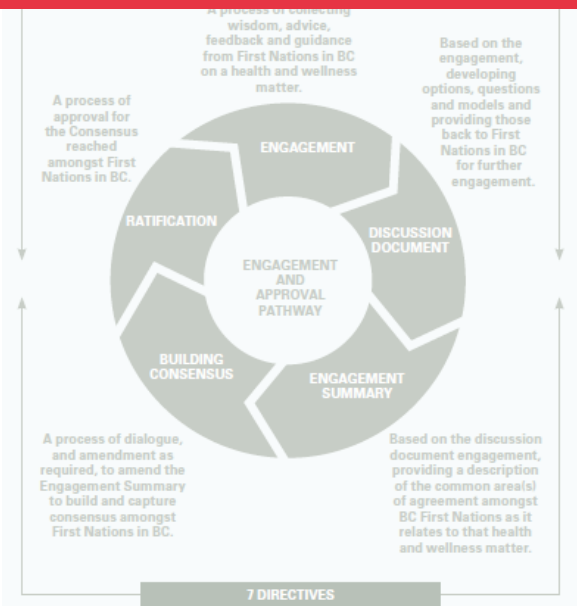 A process of collecting
wisdom, advice,
feedback and guidance
from First Nations in BC
on a health and wellness
matter.
Based on the
engagement,
developing
options, questions
and models and
providing those
back to First
Nations in BC
for further
engagement.
A process of
approval for
the Consensus
reached
amongst First
Nations in BC.
ENGAGEMENT
RATIFICATION
DISCUSSION
DOCUMENT
ENGAGEMENT
AND
APPROVAL
PATHWAY
BUILDING
CONSENSUS
ENGAGEMENT
SUMMARY
A process of dialogue,
and amendment as
required, to amend the
Engagement Summary
to build and capture
consensus amongst
First Nations in BC.
Based on the discussion
document engagement,
providing a description
of the common area(s)
of agreement amongst
BC First Nations as it
relates to that health
and wellness matter.
7 DIRECTIVES